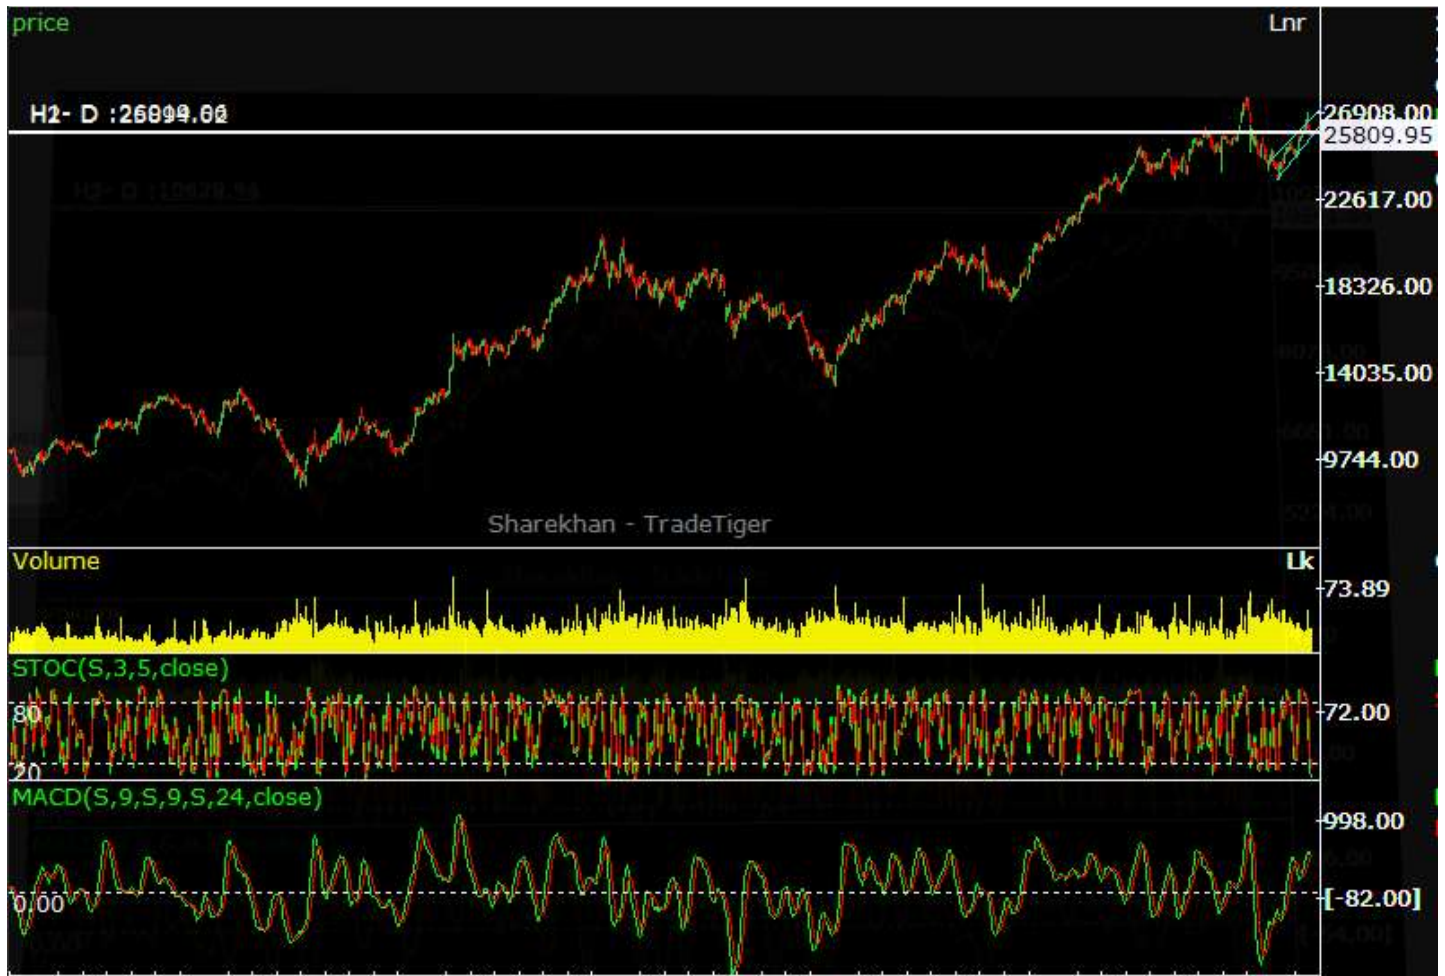 price Lnr
26908.00
25809.95
22617.00
18326.00
14035.00
9744.00
Sharekhan - TradeTiger
Volume Lk
73.89
STOC(S,3,5,close)
80
72.00
20
MACD(S,9,S,9,S,24,close)
998.00
0.00
[-82.00]